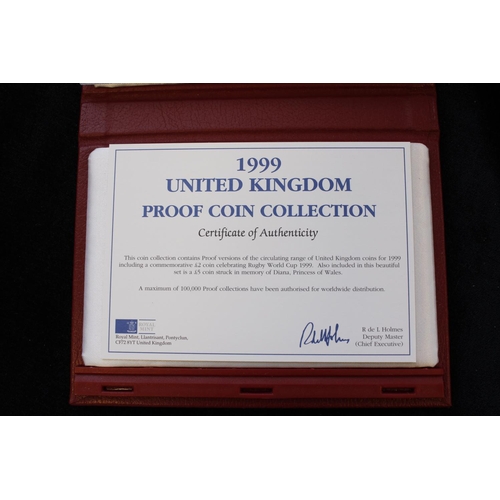 1999
UNITED KINGDOM
PROOF COIN COLLECTION
Certificate of Authenticity
This coin collection contains Proof versions of the circulating range of United Kingdom coins for 1999
including a commemorative £2 coin celebrating Rugby World Cup 1999. Also included in this beautiful
set is a £5 coin struck in memory of Diana, Princess of Wales.
A maximum of 100,000 Proof collections have been authorised for worldwide distribution.
ROYAL
MINT
Royal Mint, Llantrisant, Pontyclun,
CF72 8YT United Kingdom
R de L Holmes
Deputy Master
(Chief Executive)